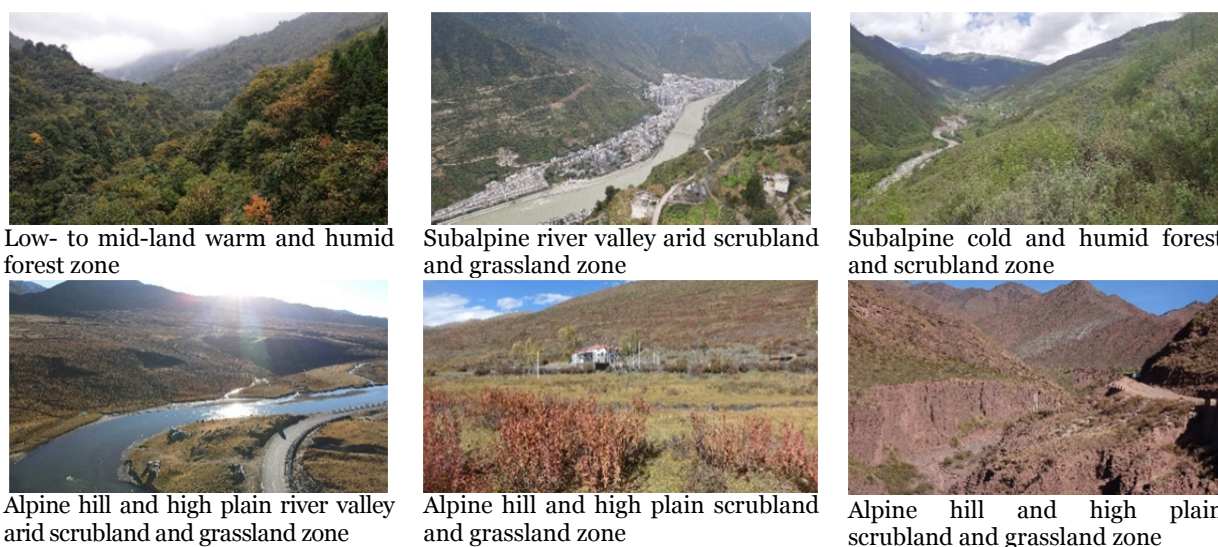 Low- to mid-land warm and humid
forest zone
Subalpine river valley arid scrubland
and grassland zone
Subalpine cold and humid forest
and scrubland zone
Alpine hill and high plain river valley
arid scrubland and grassland zone
Alpine hill and high plain scrubland
and grassland zone
Alpine hill and high plain
scrubland and grassland zone